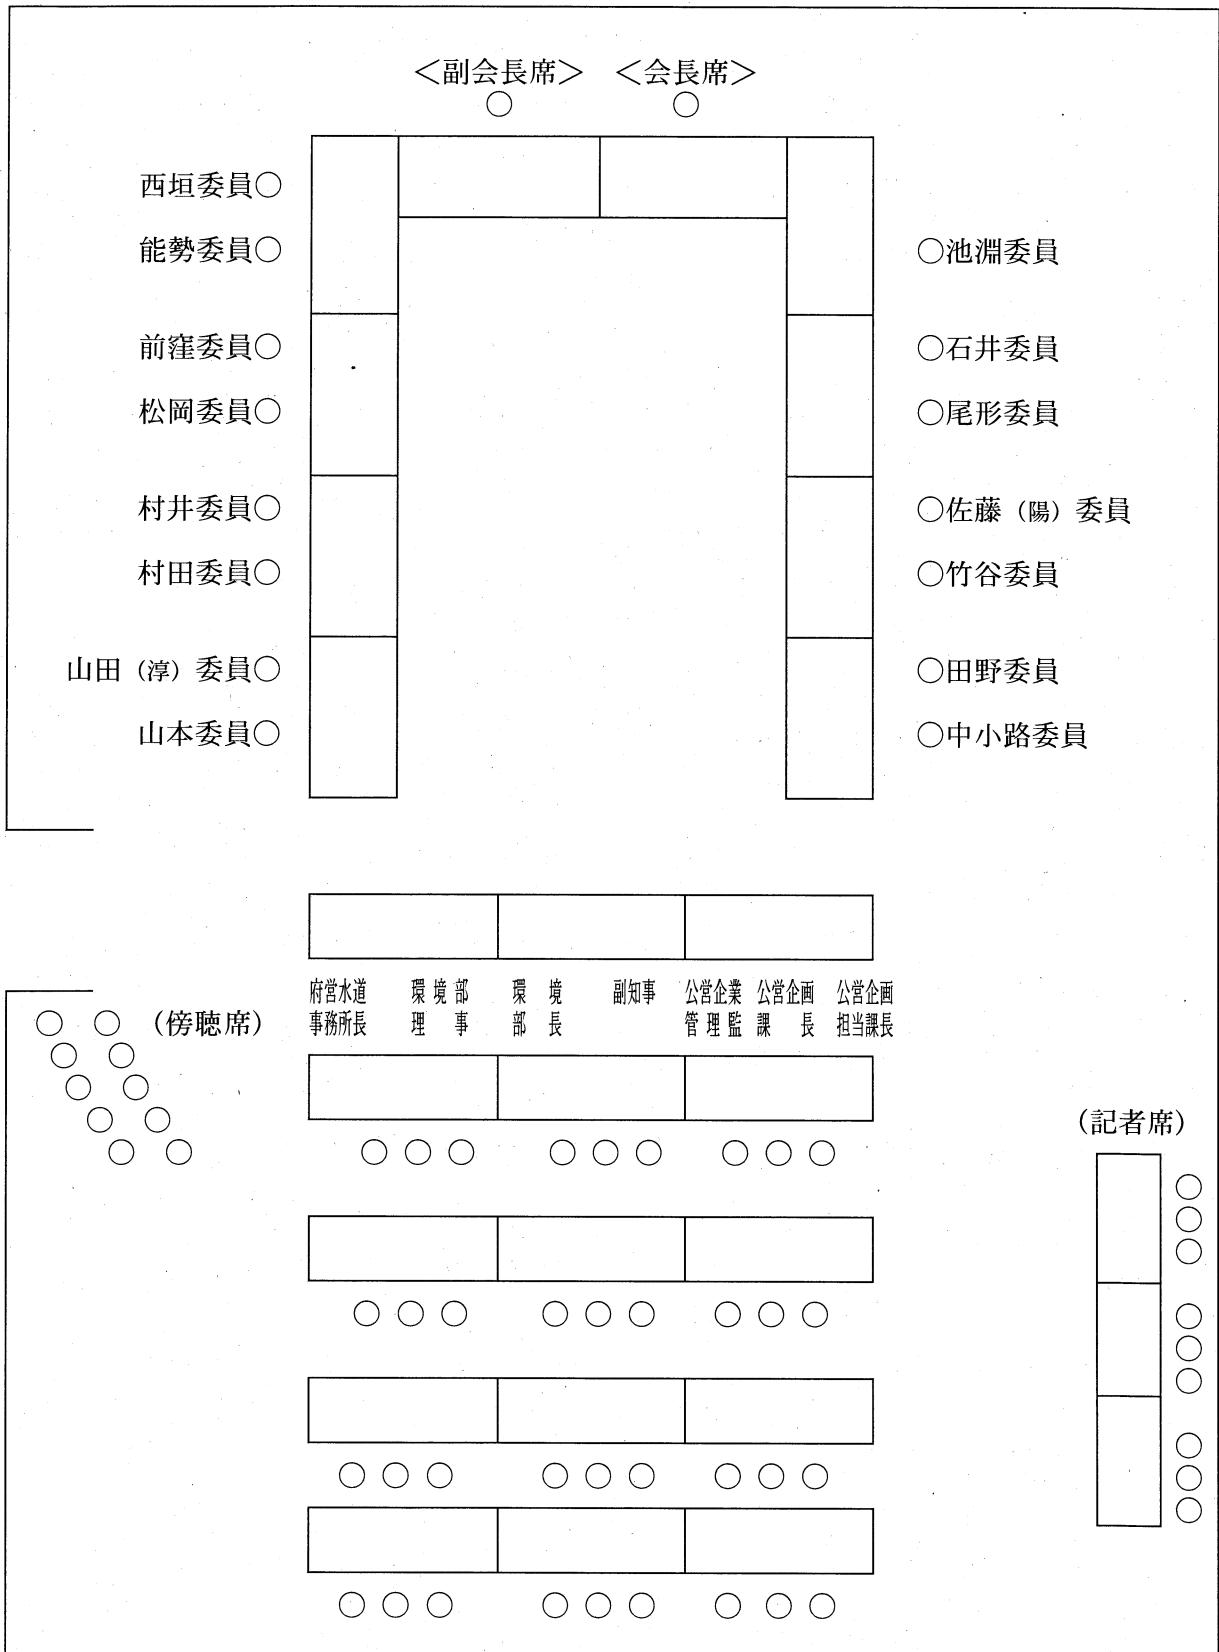 ＜副会長席＞ ＜会長席＞
○ ○
西垣委員○
能勢委員○ ○池淵委員
前窪委員○ ○石井委員
松岡委員○ ○尾形委員
村井委員○ ○佐藤（陽）委員
村田委員○ ○竹谷委員
山田（淳）委員○ ○田野委員
山本委員○ ○中小路委員
府営水道事務所長
環境部理事
環境部長
副知事
公営企業管理監
公営企画課長
公営企画担当課長
（傍聴席）
（記者席）